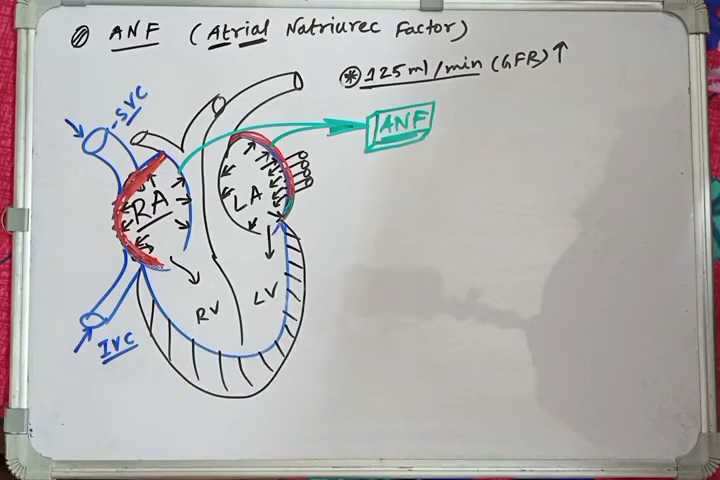 ANF (Atrial Natriurec Factor)
* 125 ml/min (GFR) ↑
SVC
ANF
RA
LA
RV
LV
IVC